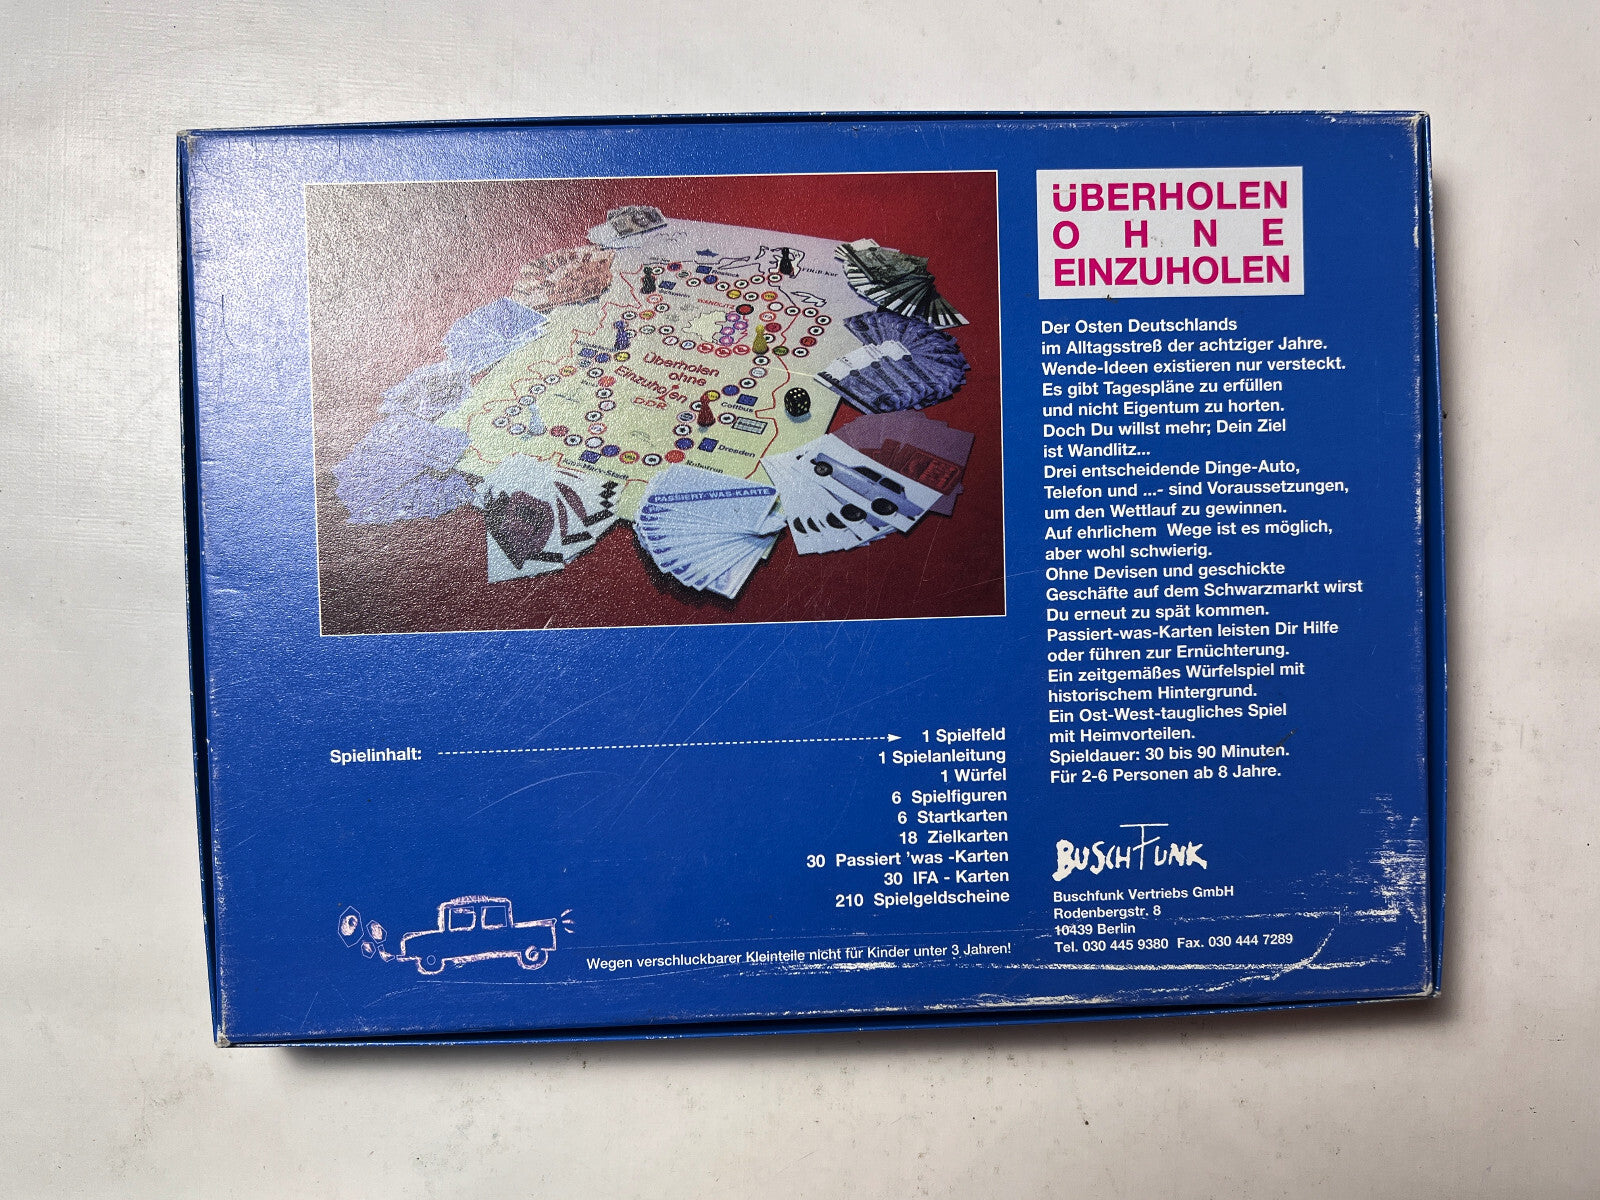 ÜBERHOLEN
OHNE
EINZUHOLEN
Der Osten Deutschlands
im Alltagsstreß der achtziger Jahre.
Wende-Ideen existieren nur versteckt.
Es gibt Tagespläne zu erfüllen
und nicht Eigentum zu horten.
Doch Du willst mehr; Dein Ziel
ist Wandlitz...
Drei entscheidende Dinge-Auto,
Telefon und ...- sind Voraussetzungen,
um den Wettlauf zu gewinnen.
Auf ehrlichem Wege ist es möglich,
aber wohl schwierig.
Ohne Devisen und geschickte
Geschäfte auf dem Schwarzmarkt wirst
Du erneut zu spät kommen.
Passiert-was-Karten leisten Dir Hilfe
oder führen zur Ernüchterung.
Ein zeitgemäßes Würfelspiel mit
historischem Hintergrund.
Ein Ost-West-taugliches Spiel
mit Heimvorteilen.
Spieldauer: 30 bis 90 Minuten.
Für 2-6 Personen ab 8 Jahre.
BUSCHFUNK
Buschfunk Vertriebs GmbH
Rodenbergstr. 8
10439 Berlin
Tel. 030 445 9380 Fax. 030 444 7289
Überholen
ohne
Einzuholen
DDR
Cottbus
Dresden
Robotron
PASSIERT-WAS-KARTE
Spielinhalt:
1 Spielfeld
1 Spielanleitung
1 Würfel
6 Spielfiguren
6 Startkarten
18 Zielkarten
30 Passiert 'was -Karten
30 IFA - Karten
210 Spielgeldscheine
Wegen verschluckbarer Kleinteile nicht für Kinder unter 3 Jahren!